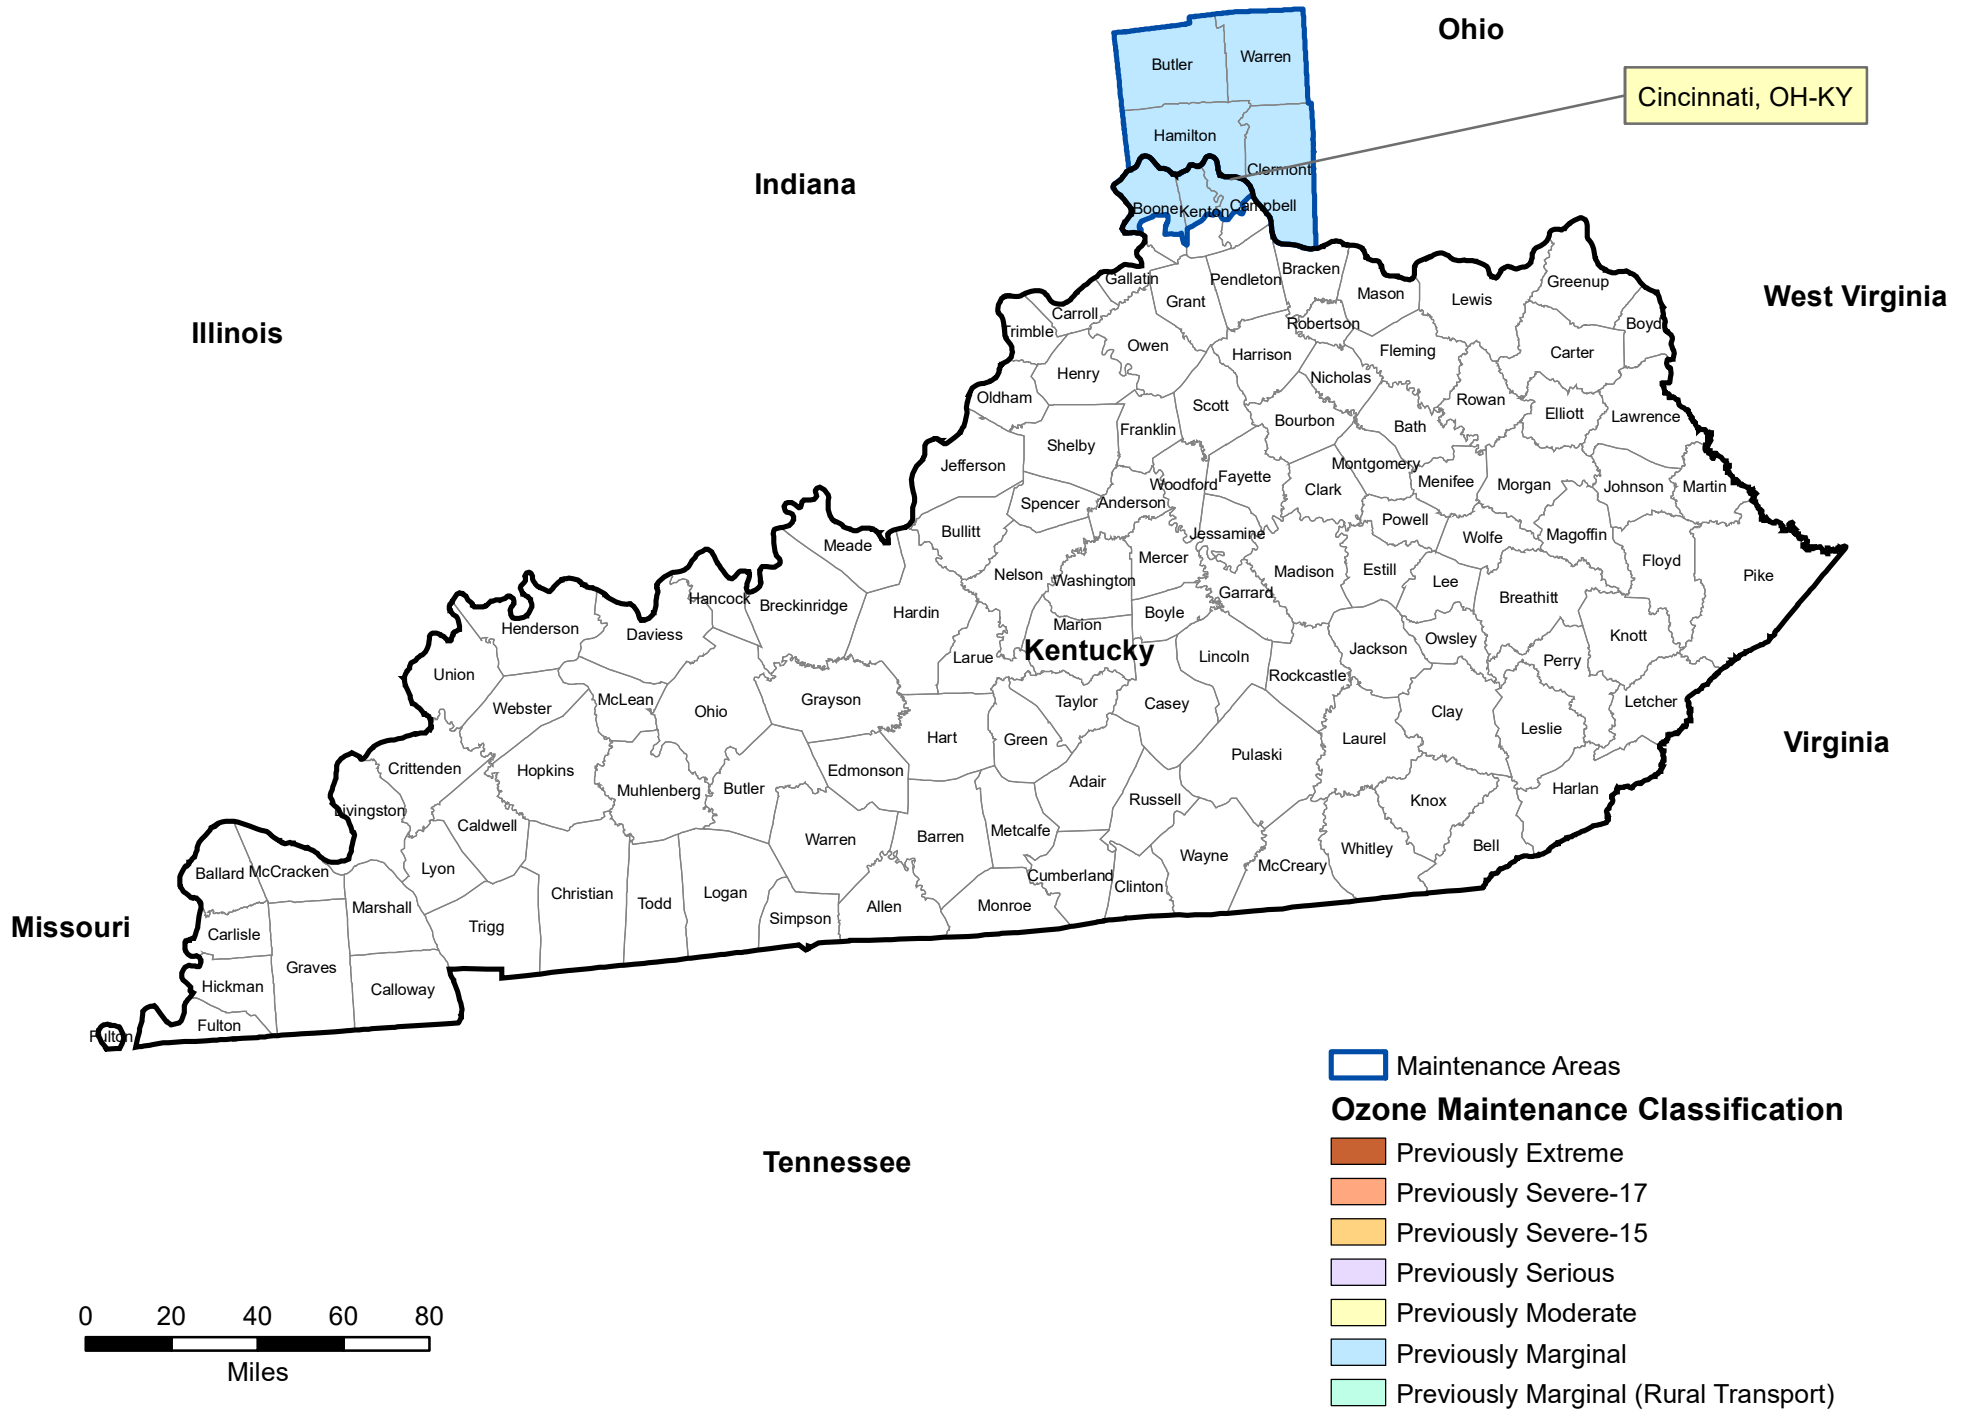 Ohio
Butler
Warren
Cincinnati, OH-KY
Hamilton
Clermont
Indiana
Boone
Kenton
Campbell
Gallatin
Pendleton
Bracken
Grant
Mason
Lewis
Greenup
West Virginia
Illinois
Carroll
Trimble
Robertson
Boyd
Owen
Harrison
Fleming
Carter
Henry
Nicholas
Oldham
Scott
Rowan
Elliott
Lawrence
Shelby
Franklin
Bourbon
Bath
Jefferson
Montgomery
Woodford
Fayette
Clark
Menifee
Morgan
Johnson
Martin
Spencer
Anderson
Powell
Bullitt
Jessamine
Wolfe
Magoffin
Meade
Mercer
Floyd
Nelson
Washington
Madison
Estill
Lee
Pike
Hancock
Breckinridge
Hardin
Garrard
Breathitt
Henderson
Daviess
Marion
Boyle
Owsley
Knott
Kentucky
Larue
Lincoln
Jackson
Perry
Union
Rockcastle
Webster
McLean
Ohio
Grayson
Taylor
Casey
Clay
Letcher
Hart
Green
Laurel
Leslie
Virginia
Pulaski
Crittenden
Hopkins
Edmonson
Muhlenberg
Butler
Adair
Harlan
Livingston
Russell
Knox
Caldwell
Warren
Barren
Metcalfe
Bell
Ballard
McCracken
Lyon
Wayne
McCreary
Whitley
Cumberland
Clinton
Christian
Todd
Logan
Marshall
Allen
Monroe
Simpson
Missouri
Carlisle
Trigg
Graves
Hickman
Calloway
Fulton
Fulton
Tennessee
Maintenance Areas
Ozone Maintenance Classification
Previously Extreme
Previously Severe-17
Previously Severe-15
Previously Serious
Previously Moderate
Previously Marginal
Previously Marginal (Rural Transport)
0 20 40 60 80
Miles